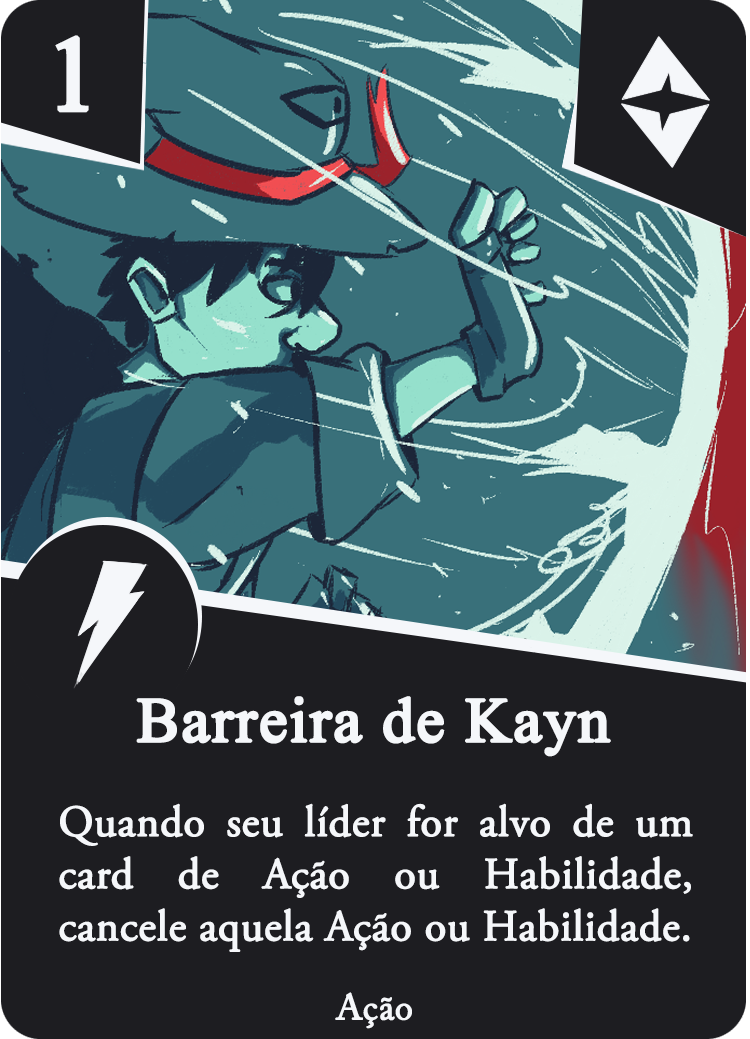 1
Barreira de Kayn
Quando seu líder for alvo de um
card de Ação ou Habilidade,
cancele aquela Ação ou Habilidade.
Ação